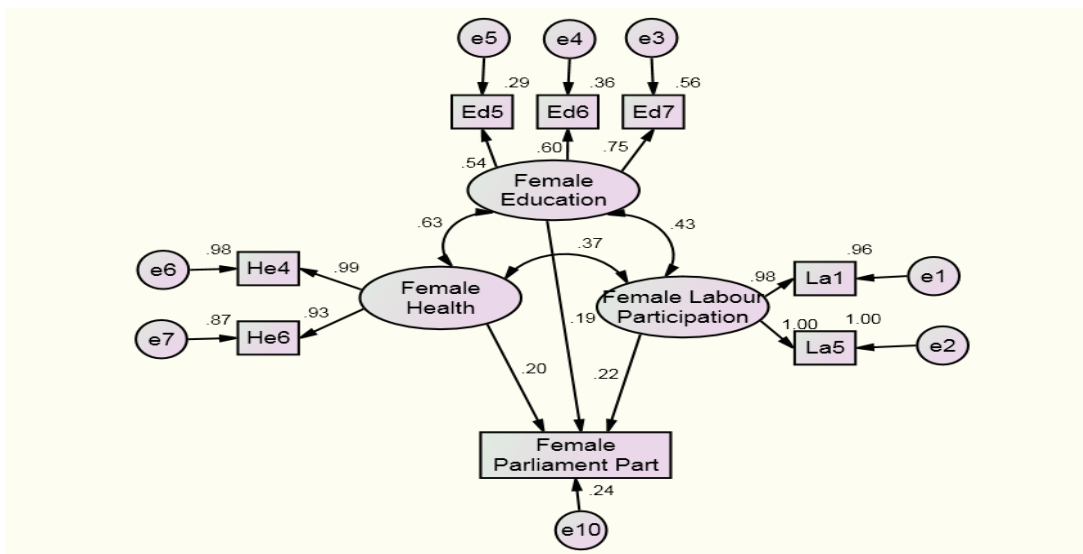 e5
e4
e3
.29
.36
.56
Ed5
Ed6
Ed7
.54
.60
.75
Female
Education
.63
.43
.37
e6
.98
He4
.99
Female
Health
Female Labour
Participation
.98
La1
.96
e1
e7
.87
He6
.93
1.00
La5
1.00
e2
.19
.20
.22
Female
Parliament Part
.24
e10